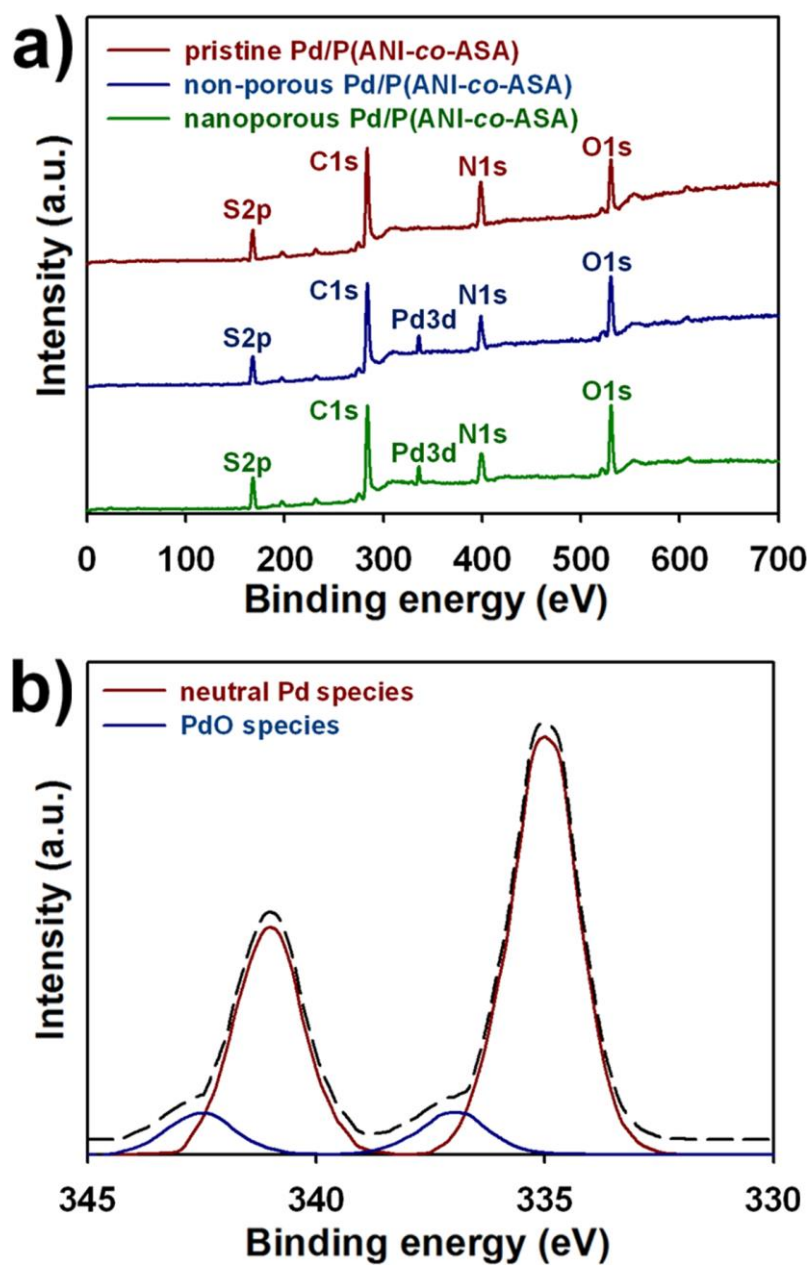 a)
pristine Pd/P(ANI-co-ASA)
non-porous Pd/P(ANI-co-ASA)
nanoporous Pd/P(ANI-co-ASA)
Intensity (a.u.)
S2p
C1s
N1s
O1s
S2p
C1s
Pd3d
N1s
O1s
S2p
C1s
Pd3d
N1s
O1s
0 100 200 300 400 500 600 700
Binding energy (eV)
b)
neutral Pd species
PdO species
Intensity (a.u.)
345 340 335 330
Binding energy (eV)